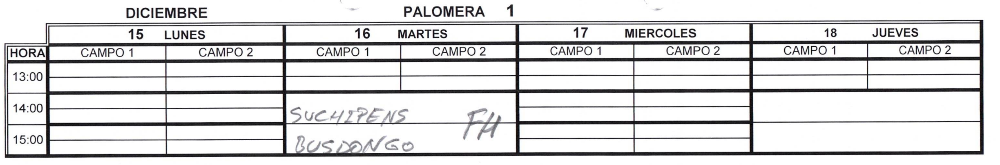 DICIEMBRE PALOMERA 1
15 LUNES 16 MARTES 17 MIERCOLES 18 JUEVES
HORA CAMPO 1 CAMPO 2 CAMPO 1 CAMPO 2 CAMPO 1 CAMPO 2 CAMPO 1 CAMPO 2
13:00
14:00 SUCHIPENS FH
15:00 BUSDONGO